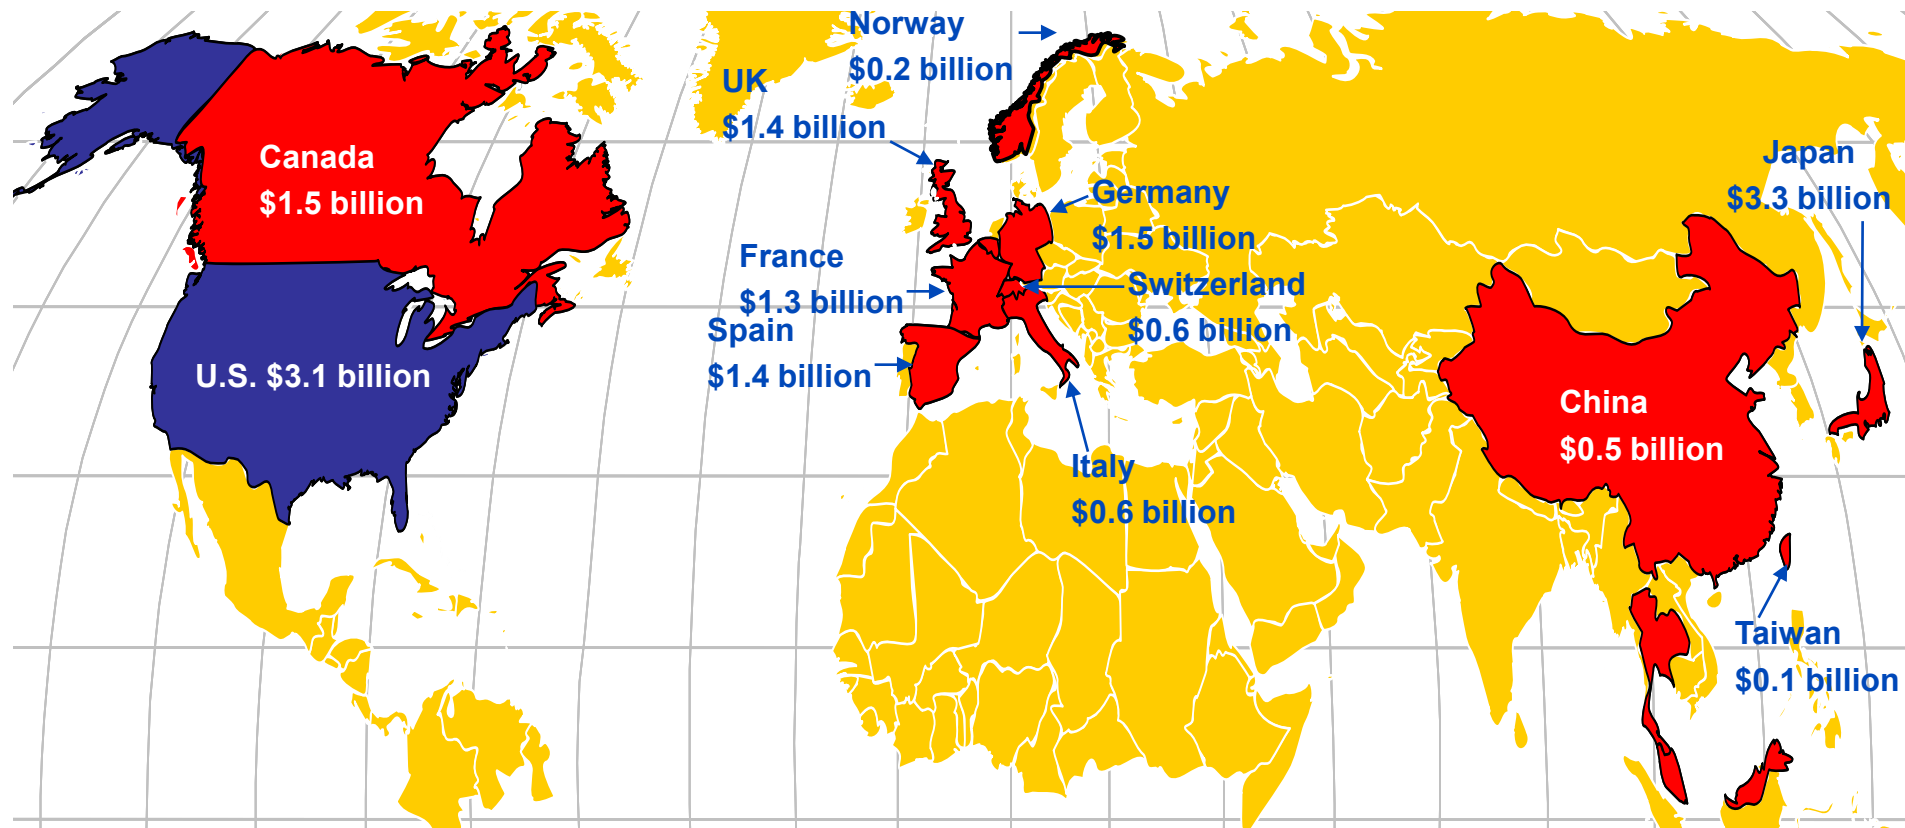 Norway
$0.2 billion
UK
$1.4 billion
Canada
$1.5 billion
Japan
$3.3 billion
Germany
$1.5 billion
France
$1.3 billion
Switzerland
$0.6 billion
Spain
$1.4 billion
U.S. $3.1 billion
China
$0.5 billion
Italy
$0.6 billion
Taiwan
$0.1 billion